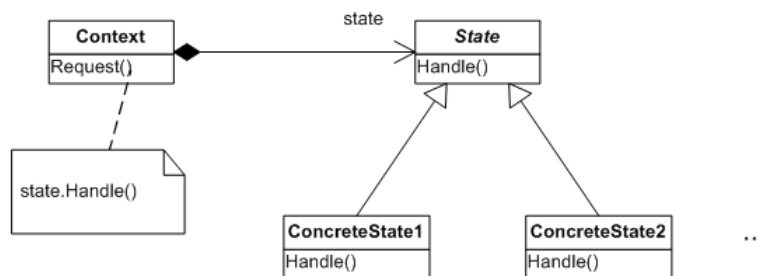 state
Context
State
Request()
Handle()
state.Handle()
ConcreteState1
ConcreteState2
..
Handle()
Handle()